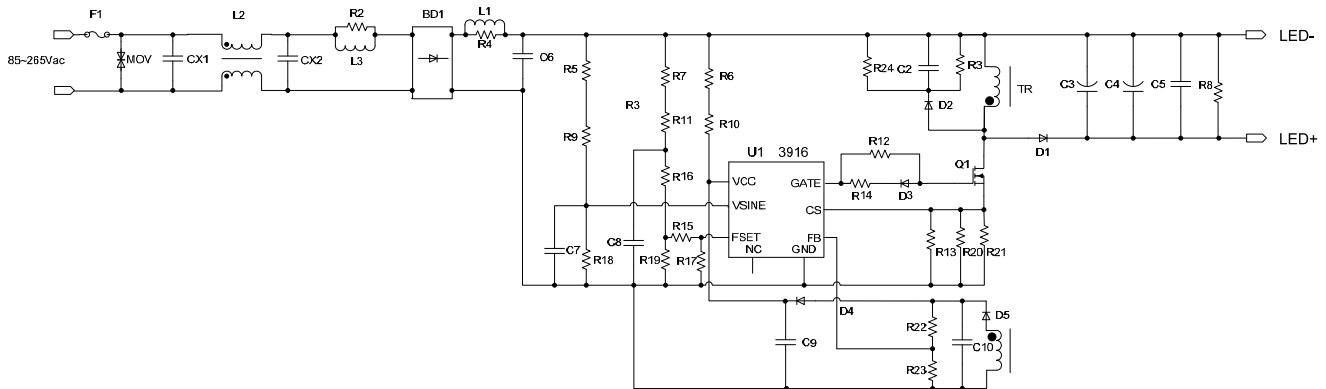 F1
L2
R2
BD1
L1
LED-
85~265Vac
MOV
CX1
CX2
L3
R4
C6
R5
R7
R6
R24
C2
R3
TR
C3
C4
C5
R8
R3
D2
R9
R11
R10
LED+
D1
U1 3916
R12
Q1
R16
VCC
GATE
R14
D3
VSINE
CS
R15
FSET
FB
C7
C8
NC
GND
R18
R19
R17
R13
R20
R21
D4
D5
C9
R22
C10
R23